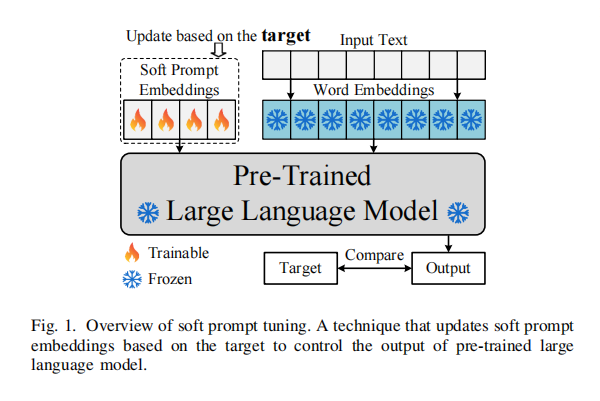 Update based on the target
Input Text
Soft Prompt
Embeddings
Word Embeddings
Pre-Trained
Large Language Model
Trainable
Frozen
Target
Compare
Output
Fig. 1. Overview of soft prompt tuning. A technique that updates soft prompt
embeddings based on the target to control the output of pre-trained large
language model.